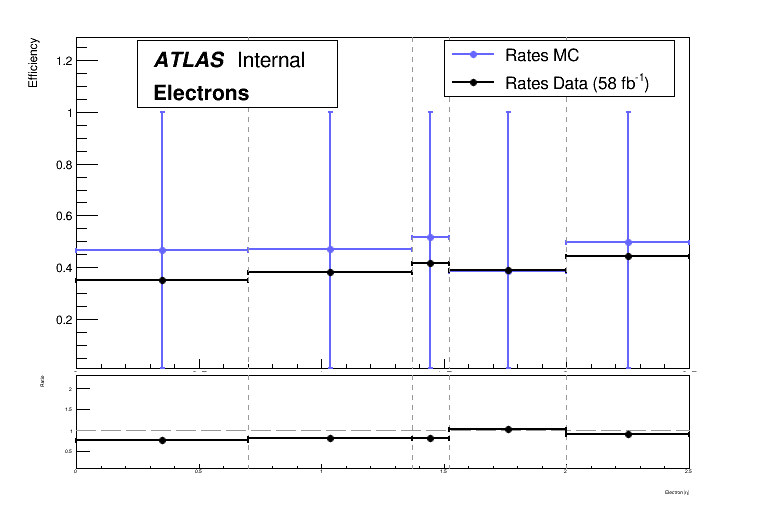 Efficiency
1.2
1
0.8
0.6
0.4
0.2
ATLAS Internal
Electrons
Rates MC
Rates Data (58 fb⁻¹)
Ratio
2
1.5
1
0.5
0 0.5 1 1.5 2 2.5
Electron |η|